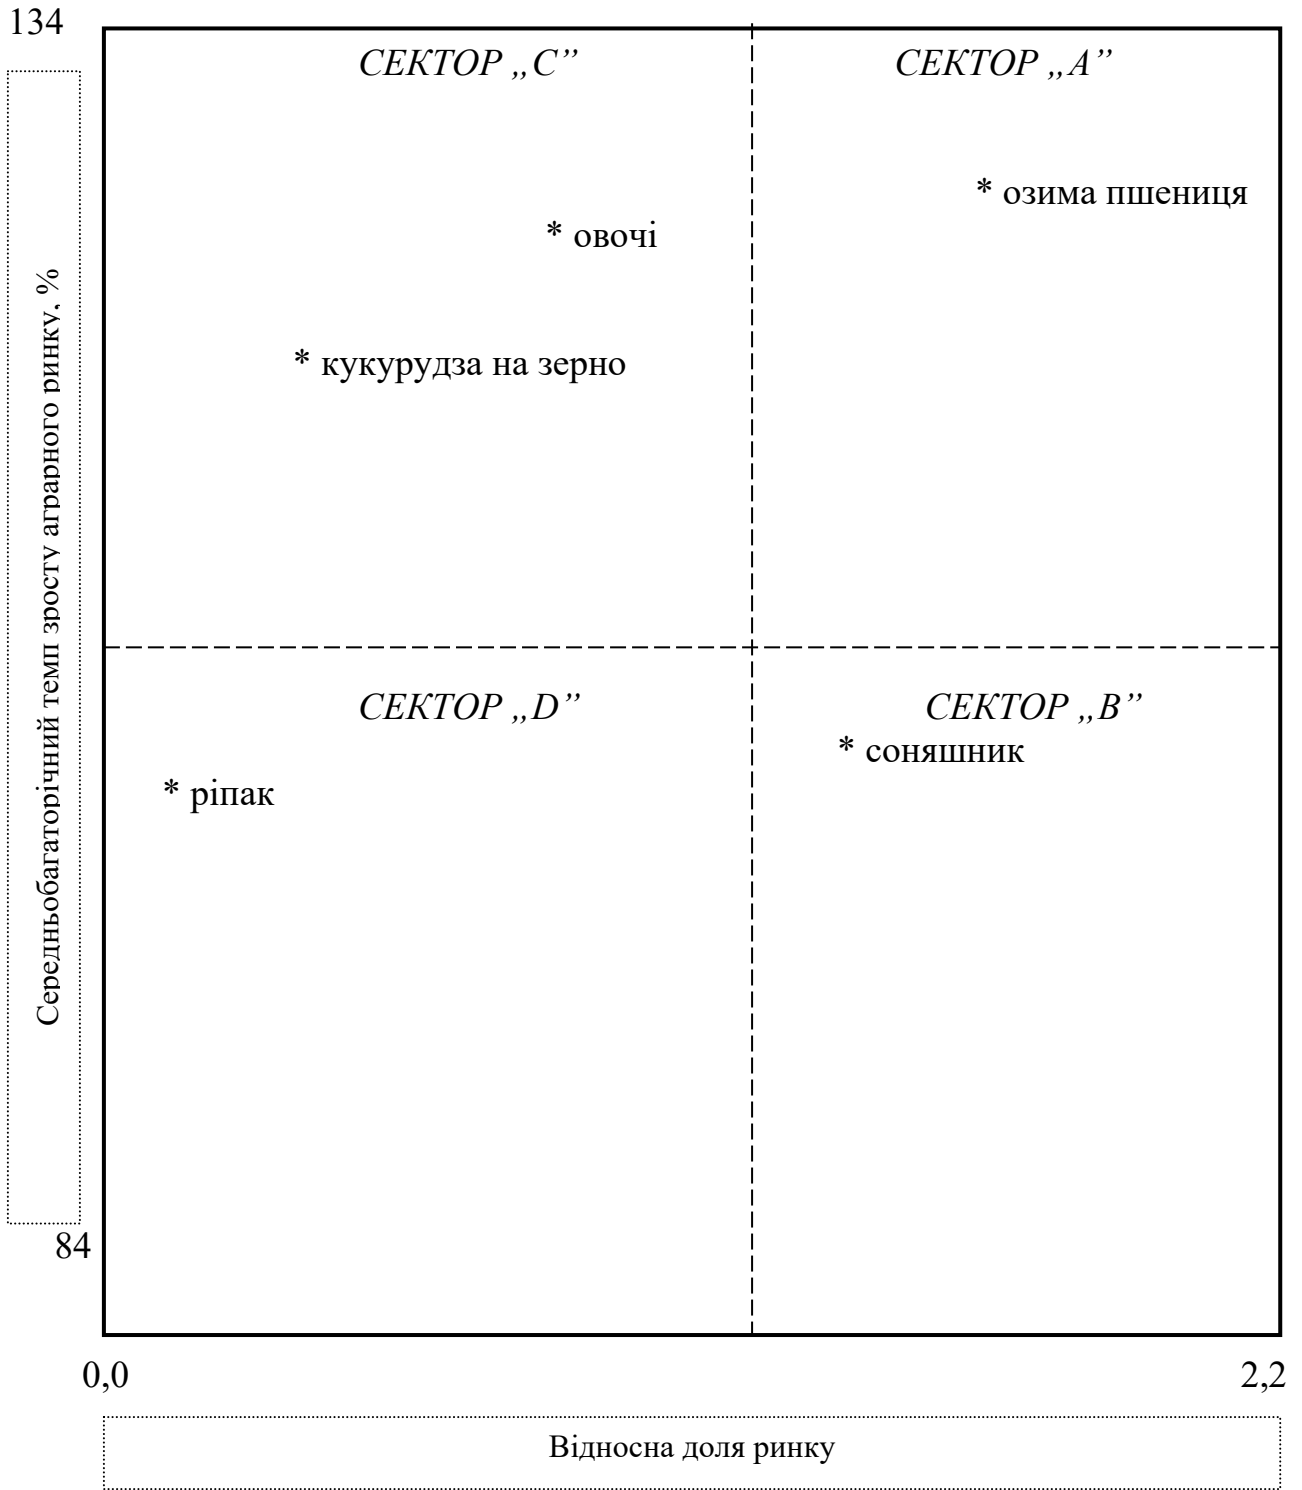 134
СЕКТОР „С”
СЕКТОР „А”
* озима пшениця
* овочі
* кукурудза на зерно
Середньобагаторічний темп зросту аграрного ринку, %
СЕКТОР „D”
СЕКТОР „В”
* соняшник
* ріпак
84
0,0
2,2
Відносна доля ринку